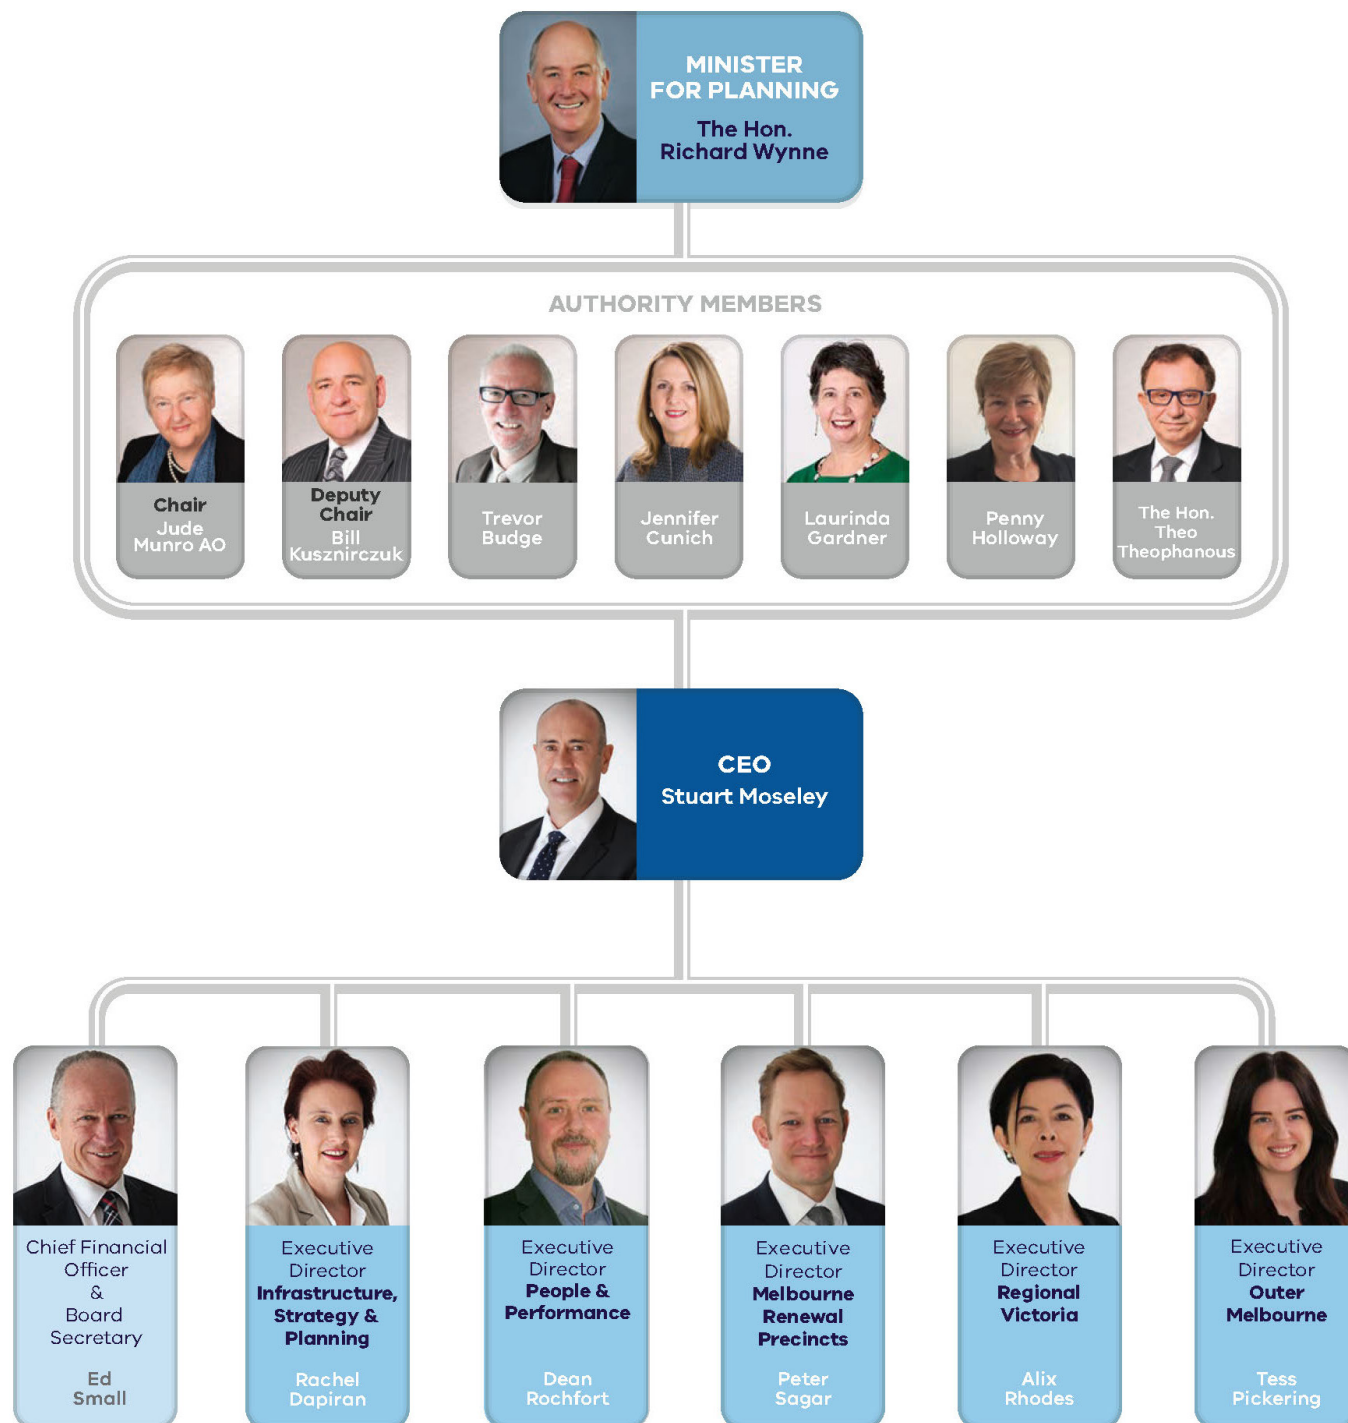 MINISTER
FOR PLANNING
The Hon.
Richard Wynne
AUTHORITY MEMBERS
Chair
Jude
Munro AO
Deputy
Chair
Bill
Kusznirczuk
Trevor
Budge
Jennifer
Cunich
Laurinda
Gardner
Penny
Holloway
The Hon.
Theo
Theophanous
CEO
Stuart Moseley
Chief Financial
Officer
&
Board
Secretary
Ed
Small
Executive
Director
Infrastructure,
Strategy &
Planning
Rachel
Dapiran
Executive
Director
People &
Performance
Dean
Rochfort
Executive
Director
Melbourne
Renewal
Precincts
Peter
Sagar
Executive
Director
Regional
Victoria
Alix
Rhodes
Executive
Director
Outer
Melbourne
Tess
Pickering